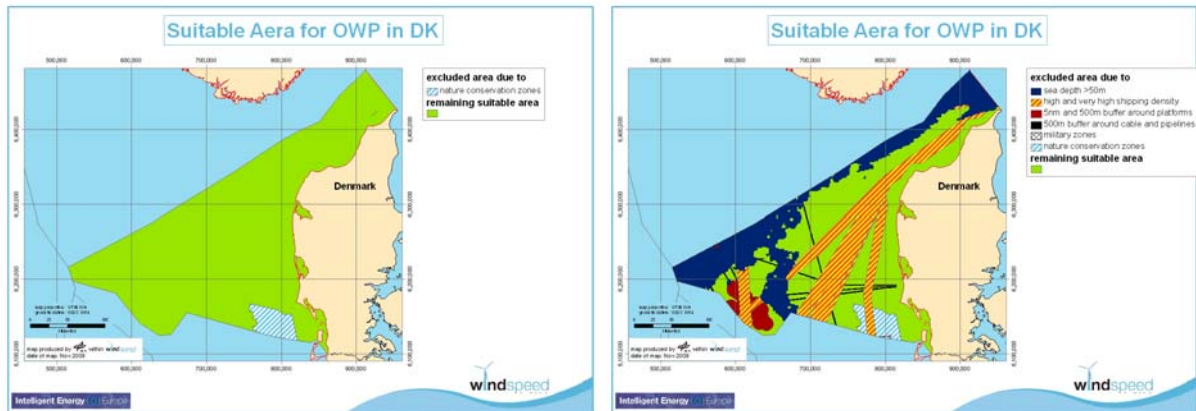 Suitable Aera for OWP in DK
500,000 600,000 700,000 800,000 900,000
6,400,000
6,300,000
6,200,000
6,100,000
Denmark
excluded area due to
nature conservation zones
remaining suitable area
map produced by within windspeed
date of map: Nov 2009
Intelligent Energy Europe
windspeed
Suitable Aera for OWP in DK
500,000 600,000 700,000 800,000 900,000
6,400,000
6,300,000
6,200,000
6,100,000
Denmark
excluded area due to
sea depth >50m
high and very high shipping density
5nm and 500m buffer around platforms
500m buffer around cable and pipelines
military zones
nature conservation zones
remaining suitable area
map produced by within windspeed
date of map: Nov 2009
Intelligent Energy Europe
windspeed